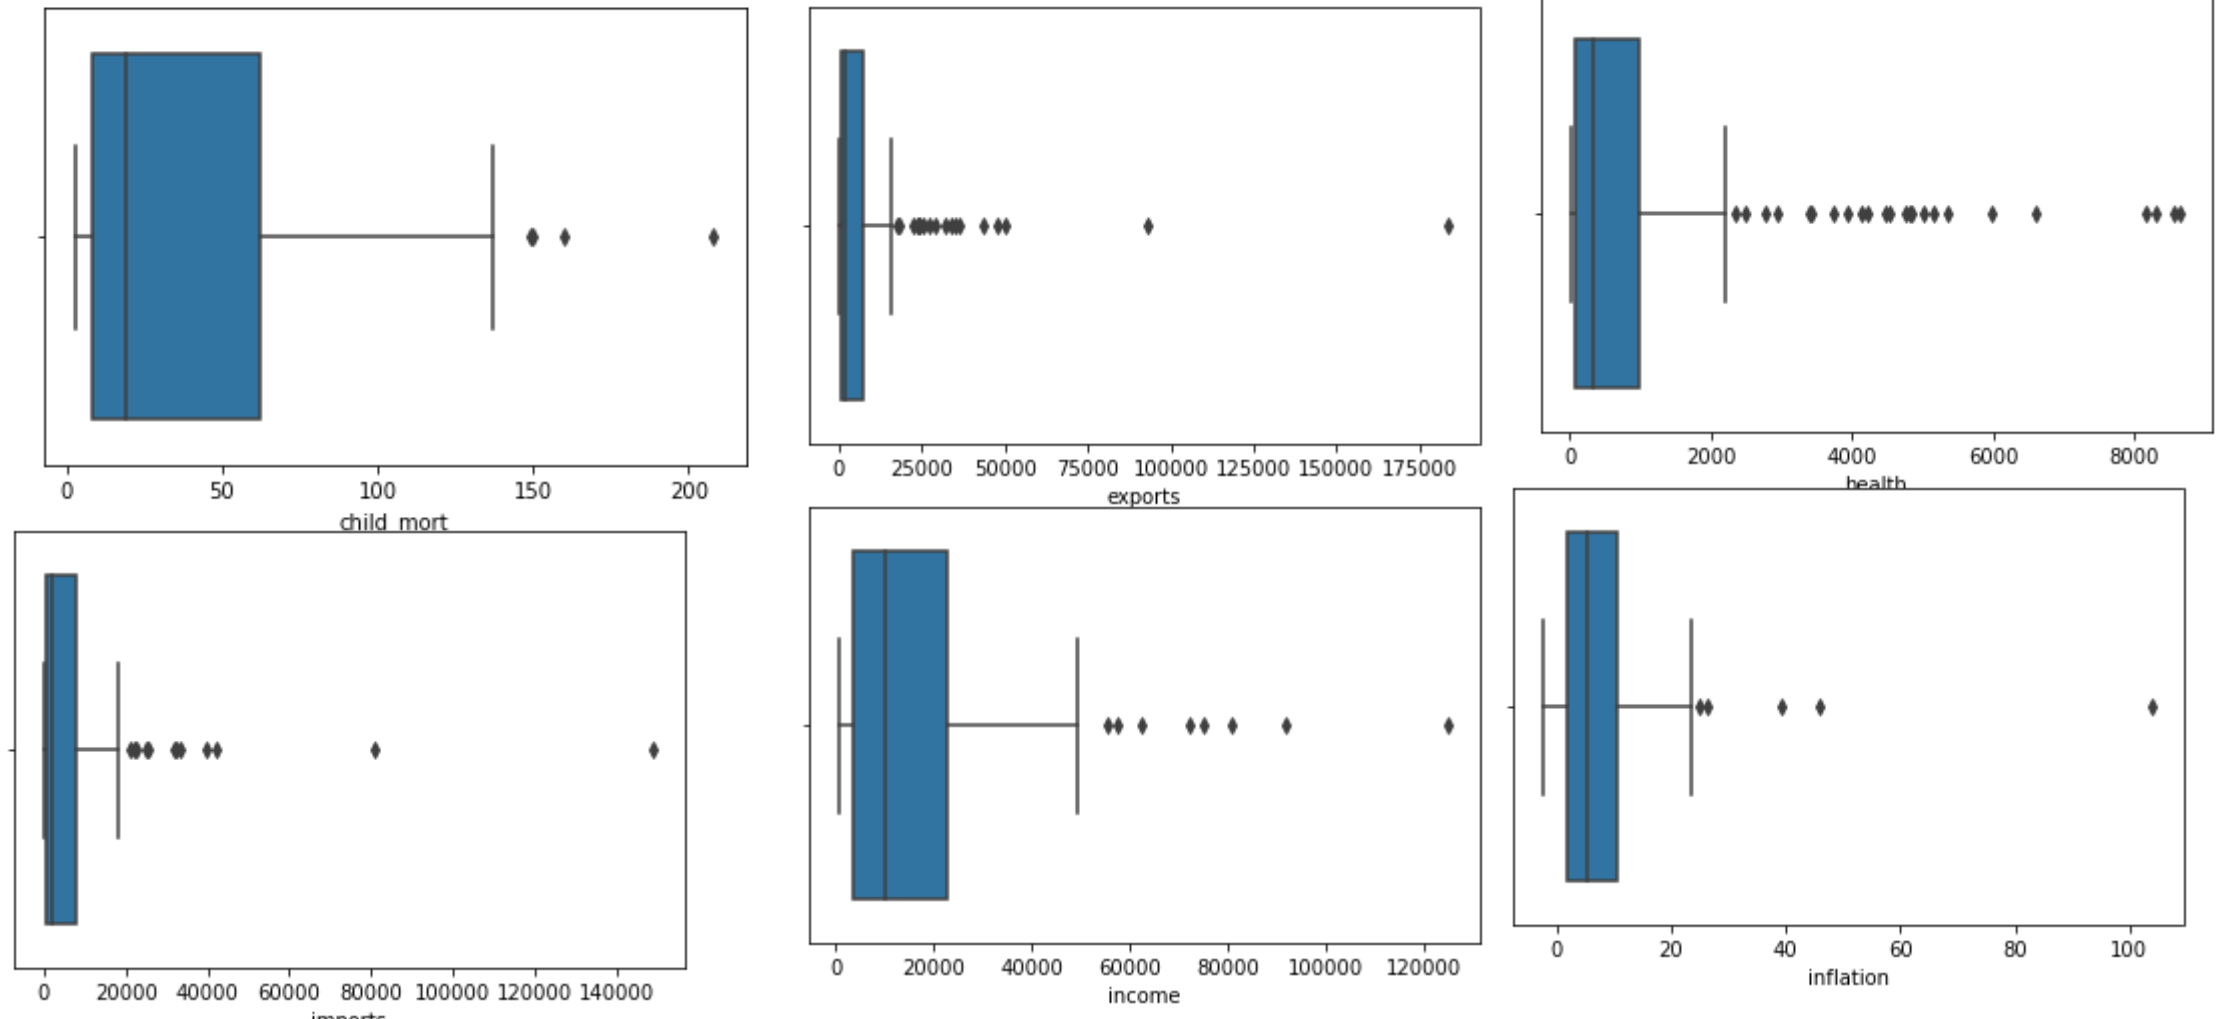 0 50 100 150 200
child_mort
0 25000 50000 75000 100000 125000 150000 175000
exports
0 2000 4000 6000 8000
health
0 20000 40000 60000 80000 100000 120000 140000
imports
0 20000 40000 60000 80000 100000 120000
income
0 20 40 60 80 100
inflation